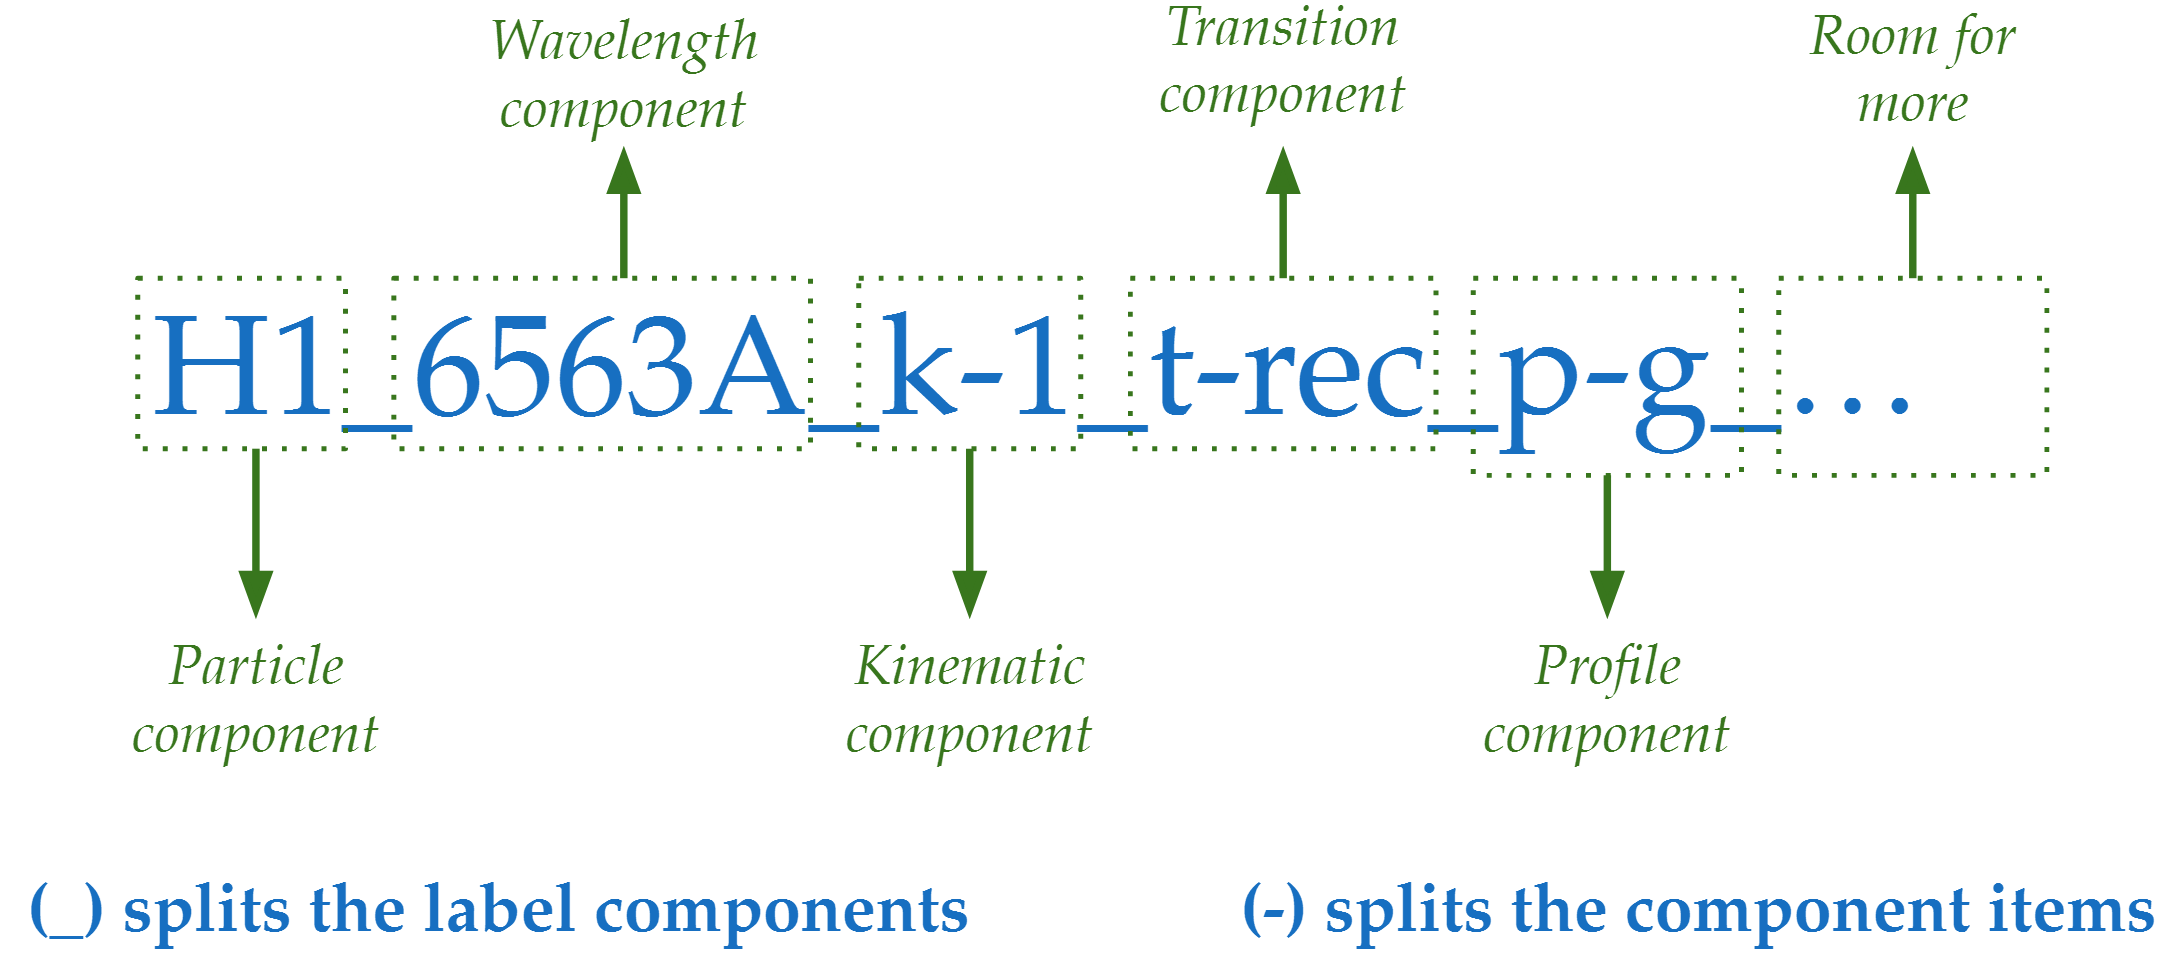 Wavelength
component
Transition
component
Room for
more
H1_6563A_k-1_t-rec_p-g_...
Particle
component
Kinematic
component
Profile
component
(_) splits the label components
(-) splits the component items